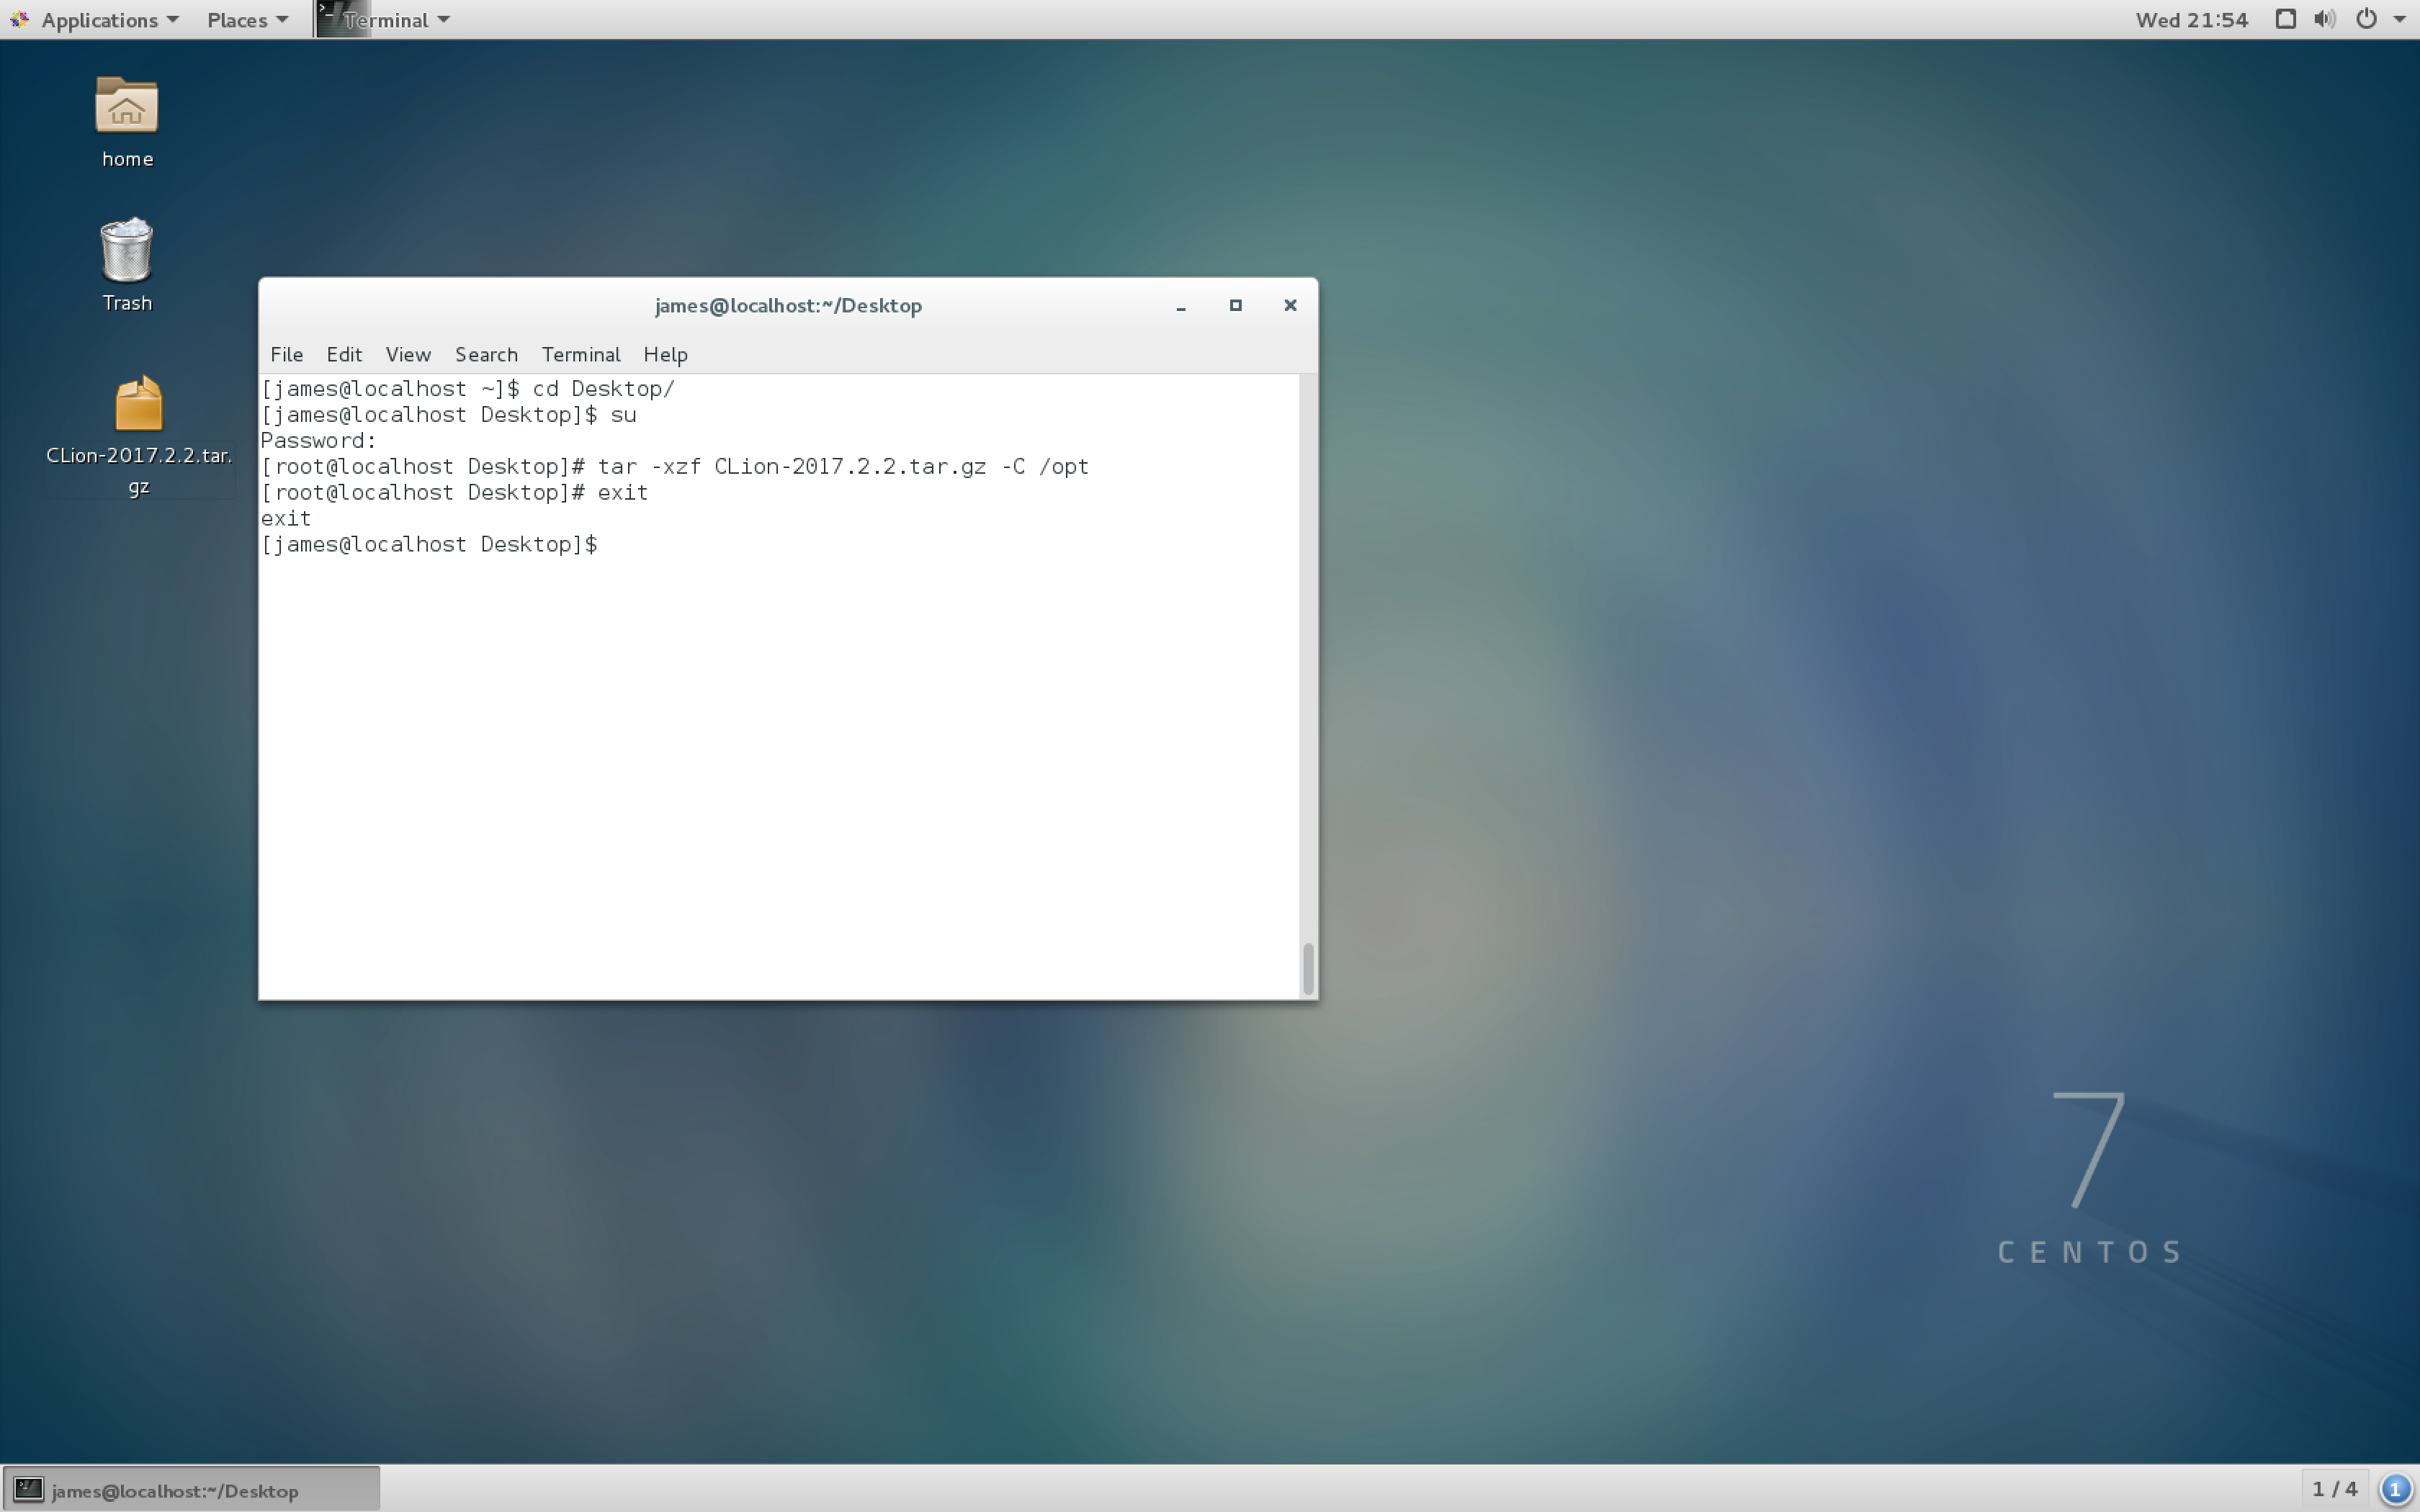 Applications Places Terminal Wed 21:54
home
Trash
CLion-2017.2.2.tar.
gz
james@localhost:~/Desktop
File Edit View Search Terminal Help
[james@localhost ~]$ cd Desktop/
[james@localhost Desktop]$ su
Password:
[root@localhost Desktop]# tar -xzf CLion-2017.2.2.tar.gz -C /opt
[root@localhost Desktop]# exit
exit
[james@localhost Desktop]$
7
CENTOS
james@localhost:~/Desktop 1 / 4 1